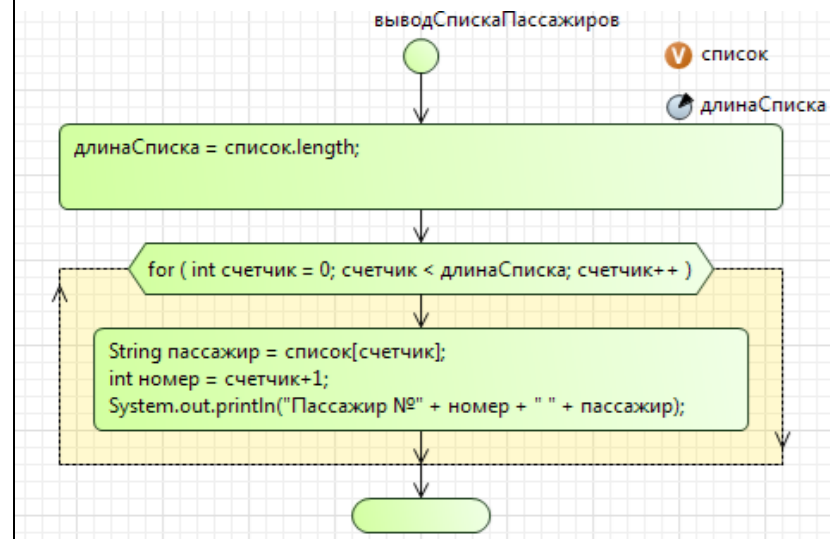 выводСпискаПассажиров
список
длинаСписка
длинаСписка = список.length;
for ( int счетчик = 0; счетчик < длинаСписка; счетчик++ )
String пассажир = список[счетчик];
int номер = счетчик+1;
System.out.println("Пассажир №" + номер + " " + пассажир);